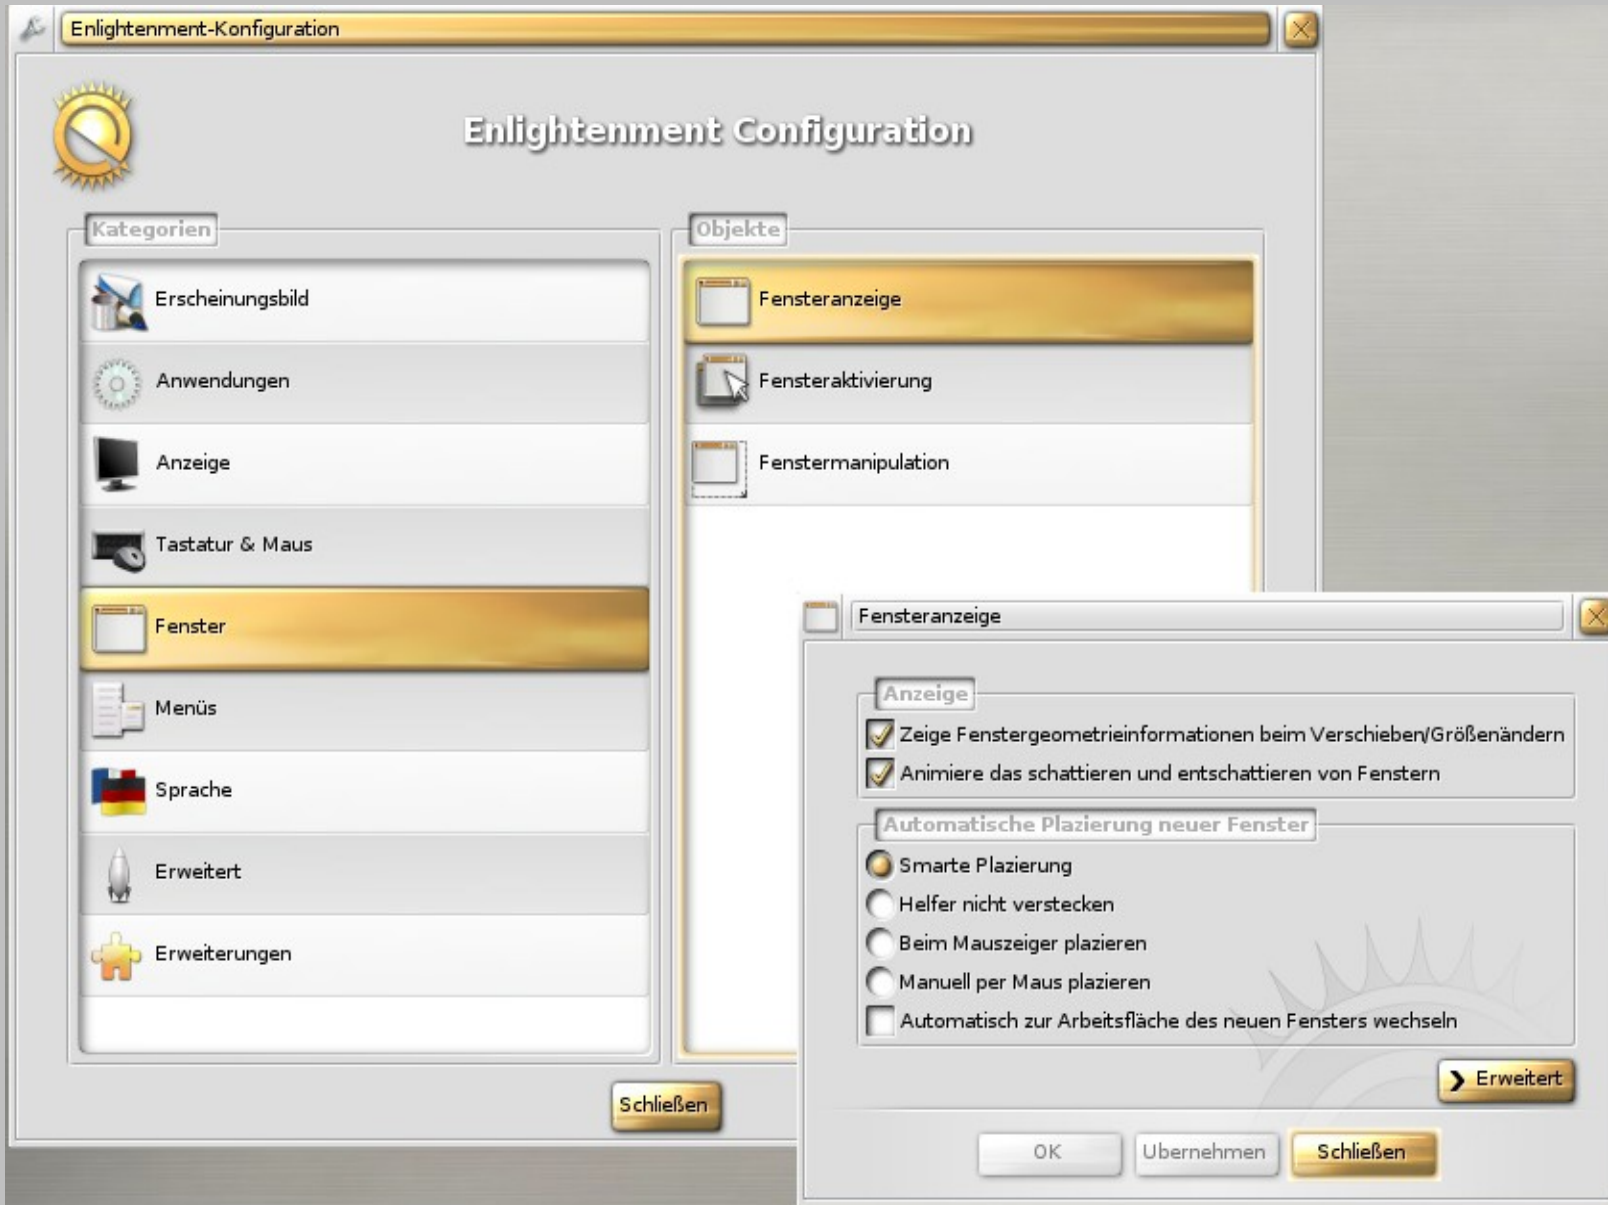 Enlightenment-Konfiguration
Enlightenment Configuration
Kategorien
Erscheinungsbild
Anwendungen
Anzeige
Tastatur & Maus
Fenster
Menüs
Sprache
Erweitert
Erweiterungen
Objekte
Fensteranzeige
Fensteraktivierung
Fenstermanipulation
Schließen
Fensteranzeige
Anzeige
Zeige Fenstergeometrieinformationen beim Verschieben/Größenändern
Animiere das schattieren und entschattieren von Fenstern
Automatische Plazierung neuer Fenster
Smarte Plazierung
Helfer nicht verstecken
Beim Mauszeiger plazieren
Manuell per Maus plazieren
Automatisch zur Arbeitsfläche des neuen Fensters wechseln
Erweitert
OK
Übernehmen
Schließen